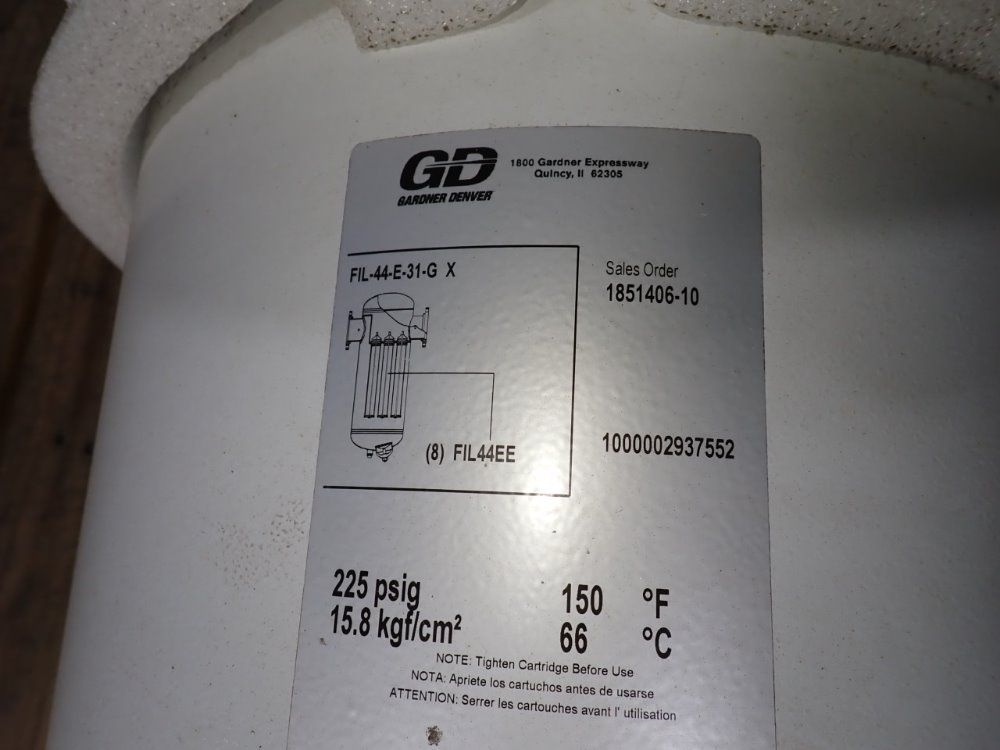 GD
GARDNER DENVER
1800 Gardner Expressway
Quincy, Il 62305
FIL-44-E-31-G X
(8) FIL44EE
Sales Order
1851406-10
1000002937552
225 psig 150 °F
15.8 kgf/cm² 66 °C
NOTE: Tighten Cartridge Before Use
NOTA: Apriete los cartuchos antes de usarse
ATTENTION: Serrer les cartouches avant l' utilisation